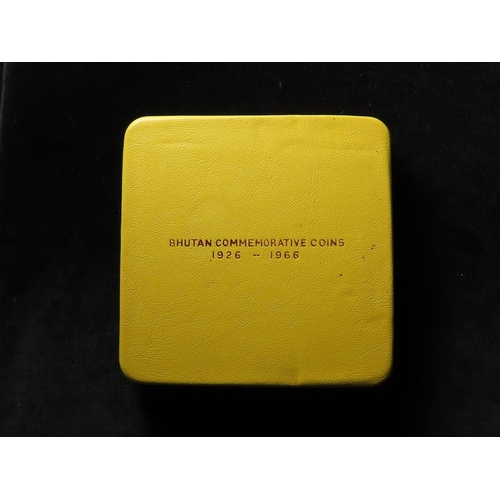 BHUTAN COMMEMORATIVE COINS
1926 - 1966